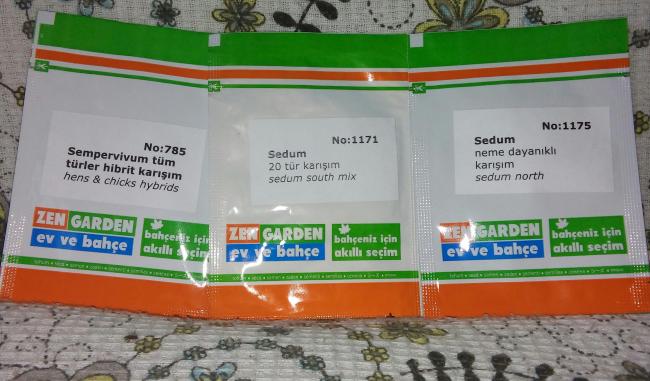 No:785
Sempervivum tüm
türler hibrit karışım
hens & chicks hybrids
ZEN GARDEN
ev ve bahçe
bahçeniz için
akıllı seçim
No:1171
Sedum
20 tür karışım
sedum south mix
ZEN GARDEN
ev ve bahçe
bahçeniz için
akıllı seçim
No:1175
Sedum
neme dayanıklı
karışım
sedum north
ZEN GARDEN
ev ve bahçe
bahçeniz için
akıllı seçim